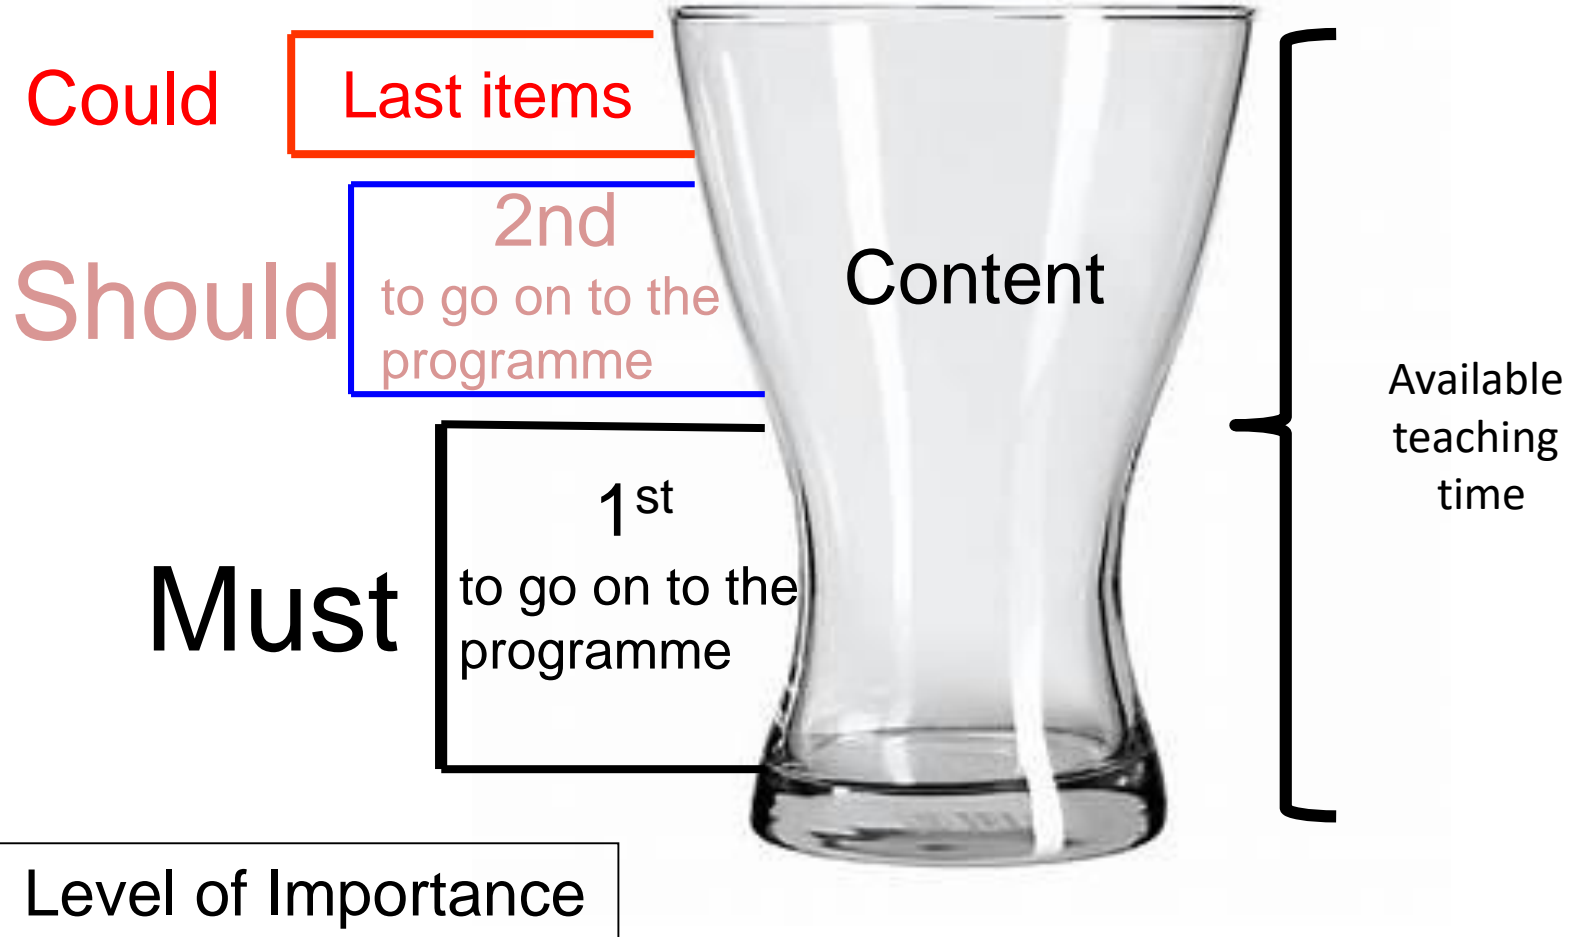 Could
Last items
Should
2nd
to go on to the
programme
Content
Available
teaching
time
Must
1st
to go on to the
programme
Level of Importance